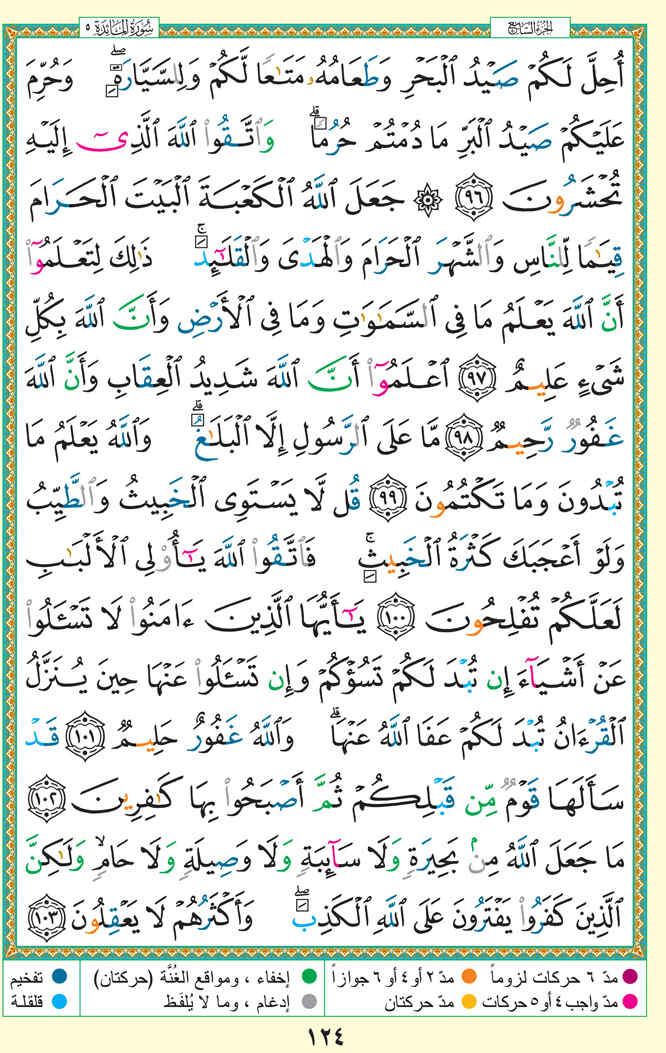 سُورَةُ المَائدَة ٥
الجزءُ السَّابع
أُحِلَّ لَكُمْ صَيْدُ ٱلْبَحْرِ وَطَعَامُهُۥ مَتَٰعًا لَّكُمْ وَلِلسَّيَّارَةِ ۖ وَحُرِّمَ
عَلَيْكُمْ صَيْدُ ٱلْبَرِّ مَا دُمْتُمْ حُرُمًا ۗ وَٱتَّقُوا۟ ٱللَّهَ ٱلَّذِىٓ إِلَيْهِ
تُحْشَرُونَ ٩٦ ۞ جَعَلَ ٱللَّهُ ٱلْكَعْبَةَ ٱلْبَيْتَ ٱلْحَرَامَ
قِيَٰمًا لِّلنَّاسِ وَٱلشَّهْرَ ٱلْحَرَامَ وَٱلْهَدْىَ وَٱلْقَلَٰٓئِدَ ۚ ذَٰلِكَ لِتَعْلَمُوٓا۟
أَنَّ ٱللَّهَ يَعْلَمُ مَا فِى ٱلسَّمَٰوَٰتِ وَمَا فِى ٱلْأَرْضِ وَأَنَّ ٱللَّهَ بِكُلِّ
شَىْءٍ عَلِيمٌ ٩٧ ٱعْلَمُوٓا۟ أَنَّ ٱللَّهَ شَدِيدُ ٱلْعِقَابِ وَأَنَّ ٱللَّهَ
غَفُورٌ رَّحِيمٌ ٩٨ مَّا عَلَى ٱلرَّسُولِ إِلَّا ٱلْبَلَٰغُ ۗ وَٱللَّهُ يَعْلَمُ مَا
تُبْدُونَ وَمَا تَكْتُمُونَ ٩٩ قُل لَّا يَسْتَوِى ٱلْخَبِيثُ وَٱلطَّيِّبُ
وَلَوْ أَعْجَبَكَ كَثْرَةُ ٱلْخَبِيثِ ۚ فَٱتَّقُوا۟ ٱللَّهَ يَٰٓأُو۟لِى ٱلْأَلْبَٰبِ
لَعَلَّكُمْ تُفْلِحُونَ ١٠٠ يَٰٓأَيُّهَا ٱلَّذِينَ ءَامَنُوا۟ لَا تَسْـَٔلُوا۟
عَنْ أَشْيَآءَ إِن تُبْدَ لَكُمْ تَسُؤْكُمْ وَإِن تَسْـَٔلُوا۟ عَنْهَا حِينَ يُنَزَّلُ
ٱلْقُرْءَانُ تُبْدَ لَكُمْ عَفَا ٱللَّهُ عَنْهَا ۗ وَٱللَّهُ غَفُورٌ حَلِيمٌ ١٠١ قَدْ
سَأَلَهَا قَوْمٌ مِّن قَبْلِكُمْ ثُمَّ أَصْبَحُوا۟ بِهَا كَٰفِرِينَ ١٠٢
مَا جَعَلَ ٱللَّهُ مِنۢ بَحِيرَةٍ وَلَا سَآئِبَةٍ وَلَا وَصِيلَةٍ وَلَا حَامٍ ۙ وَلَٰكِنَّ
ٱلَّذِينَ كَفَرُوا۟ يَفْتَرُونَ عَلَى ٱللَّهِ ٱلْكَذِبَ ۖ وَأَكْثَرُهُمْ لَا يَعْقِلُونَ ١٠٣
مدّ ٦ حركات لزوماً مدّ ٢ أو ٤ أو ٦ جوازاً إخفاء ، ومواقع الغُنَّة (حركتان) تفخيم
مدّ واجب ٤ أو ٥ حركات مدّ حركتان إدغام ، وما لا يُلفَظ قلقلة
١٢٤